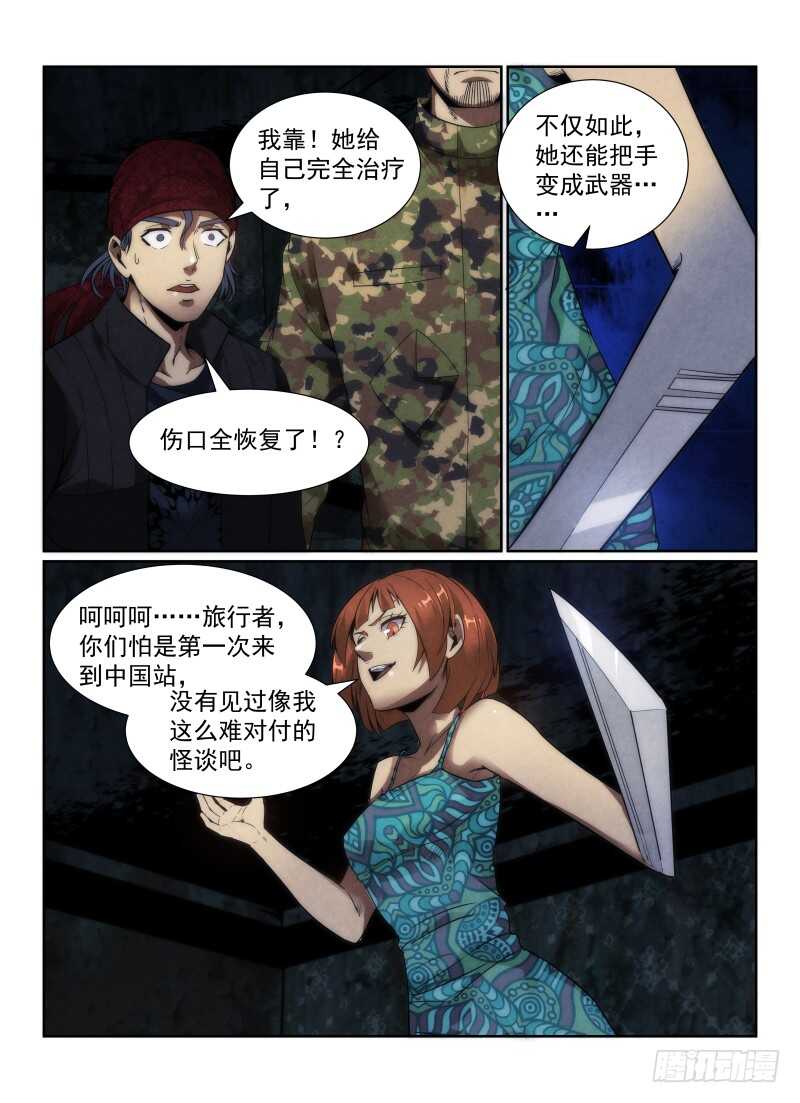 我靠！她给
自己完全治疗
了，
伤口全恢复了！？
不仅如此，
她还能把手
变成武器……
……
呵呵呵……旅行者，
你们怕是第一次来
到中国站，
没有见过像我
这么难对付的
怪谈吧。
腾讯动漫